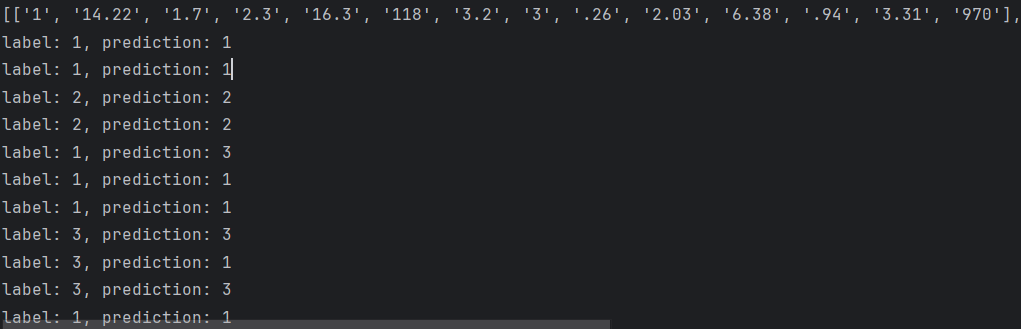 [['1', '14.22', '1.7', '2.3', '16.3', '118', '3.2', '3', '.26', '2.03', '6.38', '.94', '3.31', '970'],
label: 1, prediction: 1
label: 1, prediction: 1
label: 2, prediction: 2
label: 2, prediction: 2
label: 1, prediction: 3
label: 1, prediction: 1
label: 1, prediction: 1
label: 3, prediction: 3
label: 3, prediction: 1
label: 3, prediction: 3
label: 1, prediction: 1